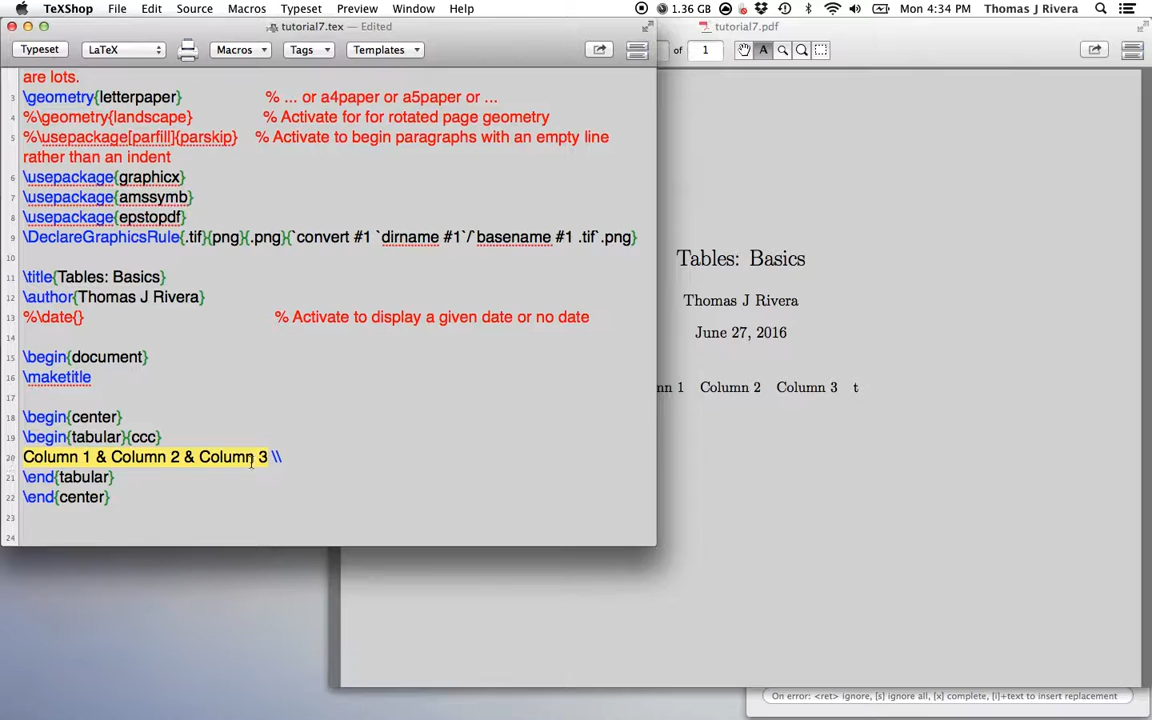 TeXShop File Edit Source Macros Typeset Preview Window Help 1.36 GB Mon 4:34 PM Thomas J Rivera
tutorial7.tex — Edited
tutorial7.pdf
Typeset LaTeX Macros Tags Templates
of 1
are lots.
3 \geometry{letterpaper} % ... or a4paper or a5paper or ...
4 %\geometry{landscape} % Activate for for rotated page geometry
5 %\usepackage[parfill]{parskip} % Activate to begin paragraphs with an empty line
rather than an indent
6 \usepackage{graphicx}
7 \usepackage{amssymb}
8 \usepackage{epstopdf}
9 \DeclareGraphicsRule{.tif}{png}{.png}{`convert #1 `dirname #1`/`basename #1 .tif`.png}
10
11 \title{Tables: Basics}
12 \author{Thomas J Rivera}
13 %\date{} % Activate to display a given date or no date
14
15 \begin{document}
16 \maketitle
17
18 \begin{center}
19 \begin{tabular}{ccc}
20 Column 1 & Column 2 & Column 3 \\
21 \end{tabular}
22 \end{center}
23
24
Tables: Basics
Thomas J Rivera
June 27, 2016
mn 1 Column 2 Column 3 t
On error: <ret> ignore, [s] ignore all, [x] complete, [i]+text to insert replacement